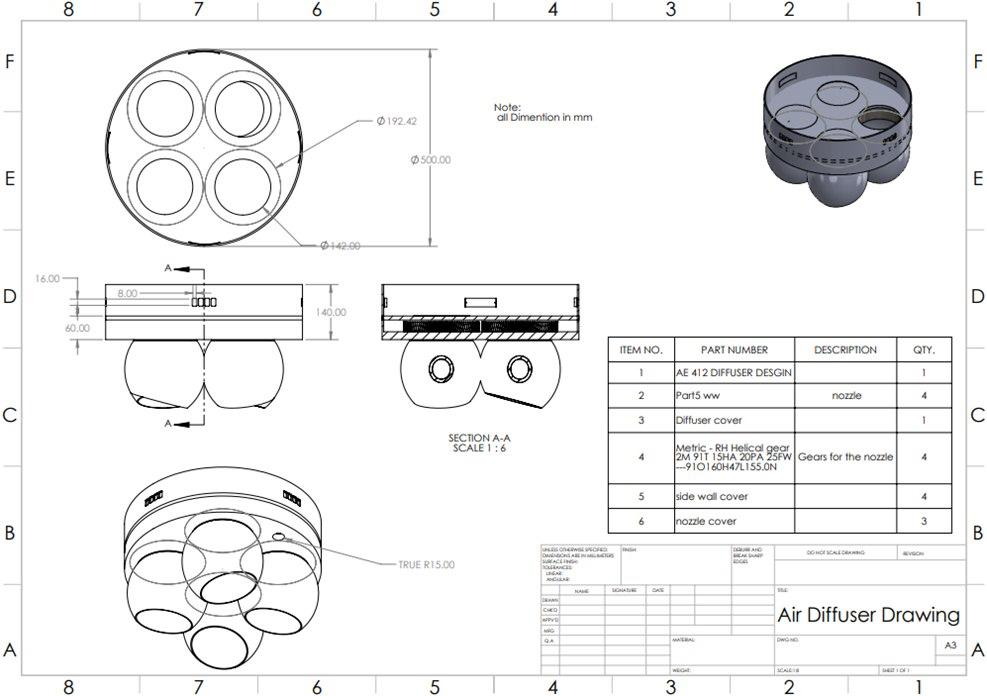 8 7 6 5 4 3 2 1
F F
Note:
all Dimention in mm
Ø192.42
Ø500.00
E E
Ø142.00
A
16.00
8.00
D D
140.00
60.00
ITEM NO. PART NUMBER DESCRIPTION QTY.
1 AE 412 DIFFUSER DESGIN 1
2 Part5 ww nozzle 4
3 Diffuser cover 1
4 Metric - RH Helical gear
2M 91T 15HA 20PA 25FW
---91O160H47L155.0N Gears for the nozzle 4
5 side wall cover 4
6 nozzle cover 3
C C
A
SECTION A-A
SCALE 1 : 6
B B
TRUE R15.00
UNLESS OTHERWISE SPECIFIED:
DIMENSIONS ARE IN MILLIMETERS
SURFACE FINISH:
TOLERANCES:
LINEAR:
ANGULAR:
FINISH:
DEBURR AND
BREAK SHARP
EDGES
DO NOT SCALE DRAWING
REVISION
NAME SIGNATURE DATE
TITLE:
DRAWN
CHK'D
APPV'D
MFG
Q.A
Air Diffuser Drawing
MATERIAL:
DWG NO.
A3
A A
WEIGHT:
SCALE:1:8
SHEET 1 OF 1
8 7 6 5 4 3 2 1